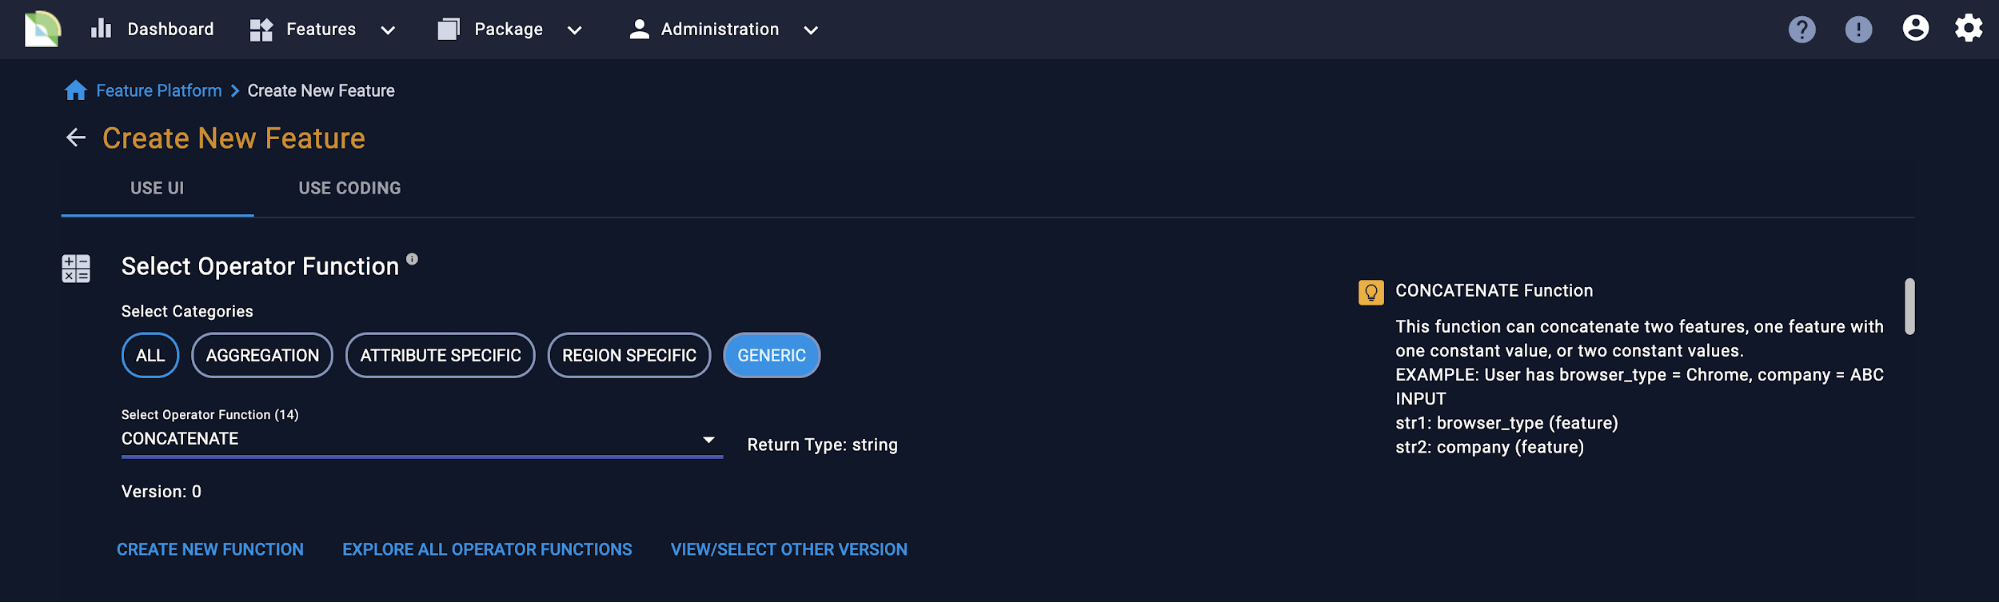 Dashboard Features Package Administration
Feature Platform > Create New Feature
Create New Feature
USE UI USE CODING
Select Operator Function
Select Categories
ALL AGGREGATION ATTRIBUTE SPECIFIC REGION SPECIFIC GENERIC
Select Operator Function (14)
CONCATENATE
Return Type: string
Version: 0
CREATE NEW FUNCTION EXPLORE ALL OPERATOR FUNCTIONS VIEW/SELECT OTHER VERSION
CONCATENATE Function
This function can concatenate two features, one feature with
one constant value, or two constant values.
EXAMPLE: User has browser_type = Chrome, company = ABC
INPUT
str1: browser_type (feature)
str2: company (feature)